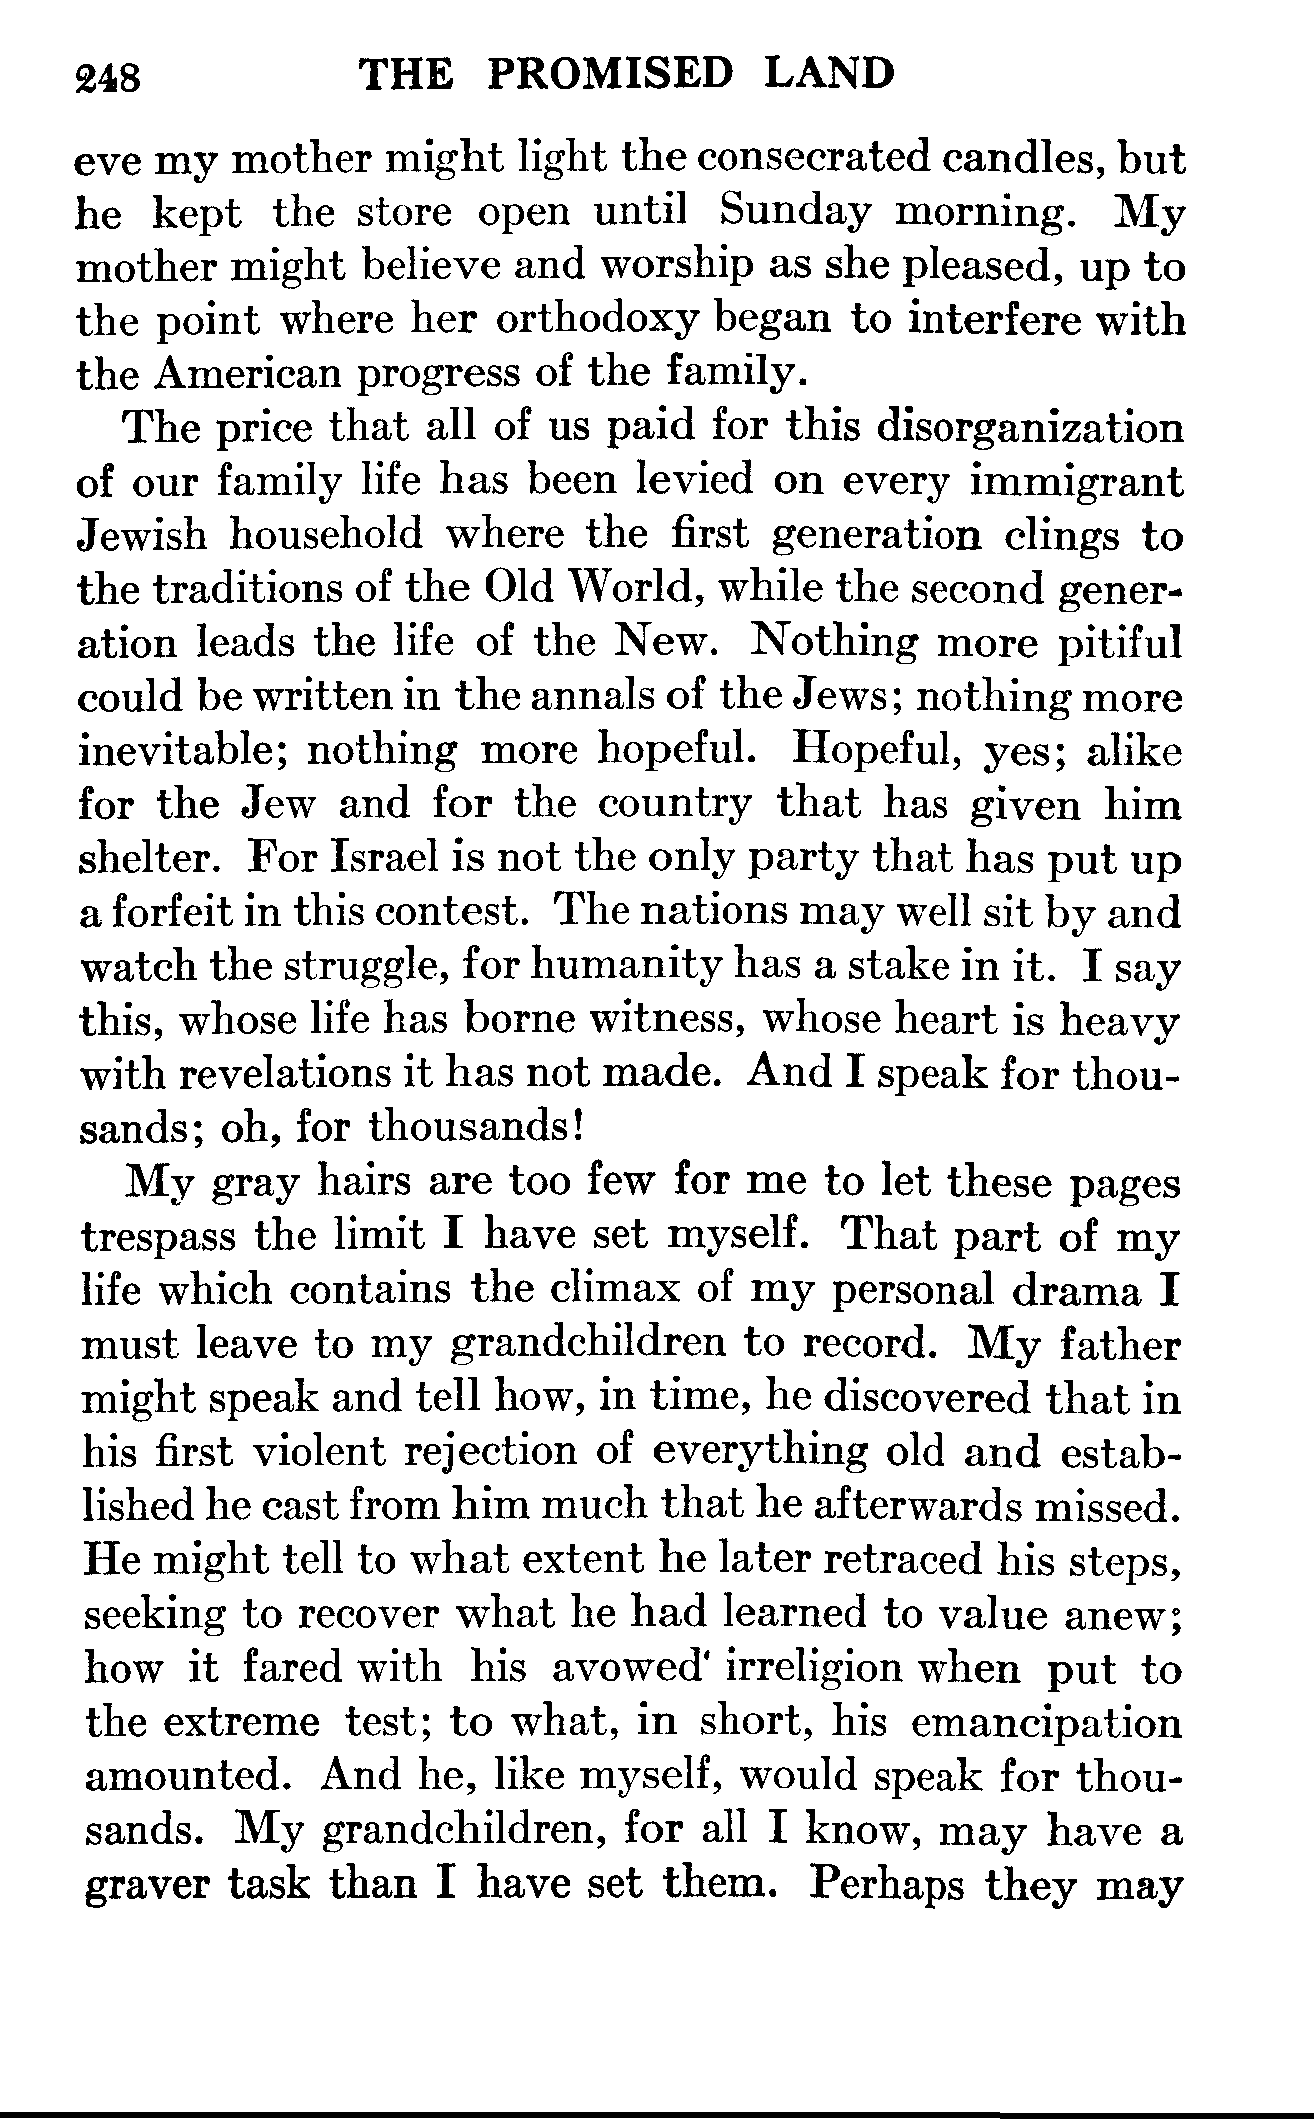 248 THE PROMISED LAND
eve my mother might light the consecrated candles, but
he kept the store open until Sunday morning. My
mother might believe and worship as she pleased, up to
the point where her orthodoxy began to interfere with
the American progress of the family.
The price that all of us paid for this disorganization
of our family life has been levied on every immigrant
Jewish household where the first generation clings to
the traditions of the Old World, while the second gener-
ation leads the life of the New. Nothing more pitiful
could be written in the annals of the Jews; nothing more
inevitable; nothing more hopeful. Hopeful, yes; alike
for the Jew and for the country that has given him
shelter. For Israel is not the only party that has put up
a forfeit in this contest. The nations may well sit by and
watch the struggle, for humanity has a stake in it. I say
this, whose life has borne witness, whose heart is heavy
with revelations it has not made. And I speak for thou-
sands; oh, for thousands!
My gray hairs are too few for me to let these pages
trespass the limit I have set myself. That part of my
life which contains the climax of my personal drama I
must leave to my grandchildren to record. My father
might speak and tell how, in time, he discovered that in
his first violent rejection of everything old and estab-
lished he cast from him much that he afterwards missed.
He might tell to what extent he later retraced his steps,
seeking to recover what he had learned to value anew;
how it fared with his avowed' irreligion when put to
the extreme test; to what, in short, his emancipation
amounted. And he, like myself, would speak for thou-
sands. My grandchildren, for all I know, may have a
graver task than I have set them. Perhaps they may